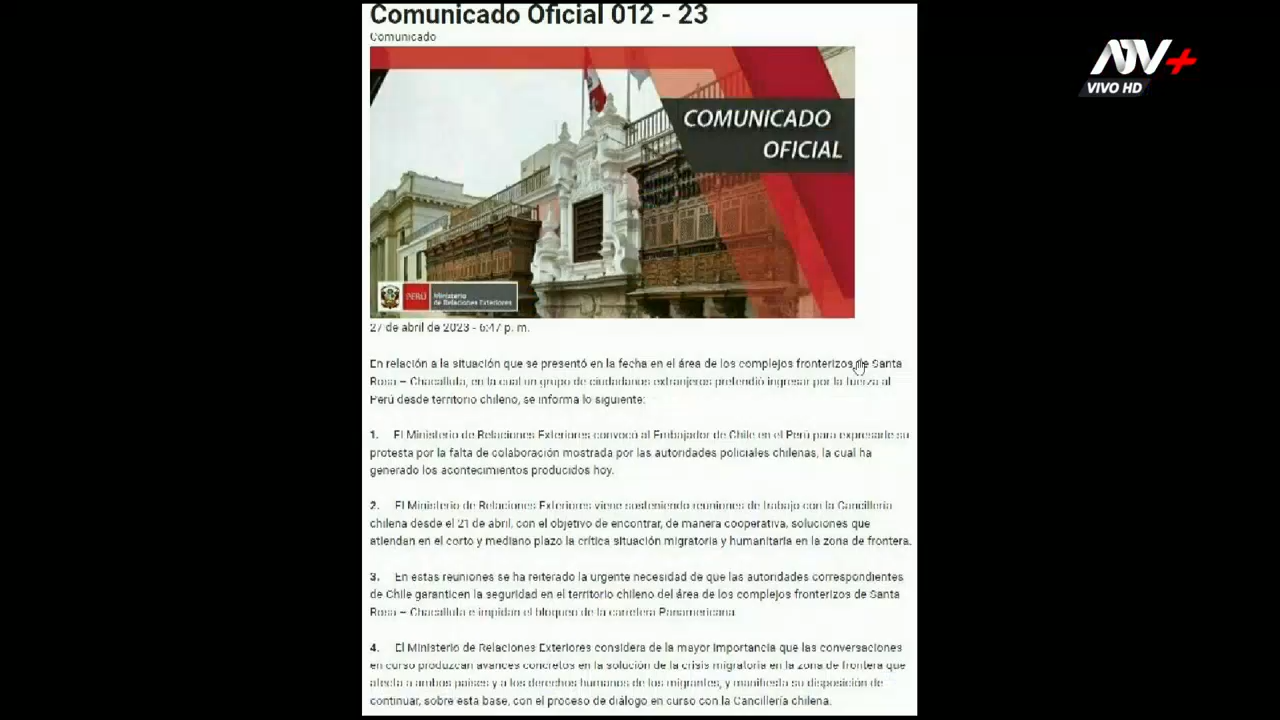 Comunicado Oficial 012 - 23
Comunicado
ATV+
VIVO HD
COMUNICADO
OFICIAL
PERÚ
Ministerio
de Relaciones Exteriores
27 de abril de 2023 - 6:47 p. m.
En relación a la situación que se presentó en la fecha en el área de los complejos fronterizos de Santa
Rosa – Chacalluta, en la cual un grupo de ciudadanos extranjeros pretendió ingresar por la fuerza al
Perú desde territorio chileno, se informa lo siguiente:
1. El Ministerio de Relaciones Exteriores convocó al Embajador de Chile en el Perú para expresarle su
protesta por la falta de colaboración mostrada por las autoridades policiales chilenas, la cual ha
generado los acontecimientos producidos hoy.
2. El Ministerio de Relaciones Exteriores viene sosteniendo reuniones de trabajo con la Cancillería
chilena desde el 21 de abril, con el objetivo de encontrar, de manera cooperativa, soluciones que
atiendan en el corto y mediano plazo la crítica situación migratoria y humanitaria en la zona de frontera.
3. En estas reuniones se ha reiterado la urgente necesidad de que las autoridades correspondientes
de Chile garanticen la seguridad en el territorio chileno del área de los complejos fronterizos de Santa
Rosa – Chacalluta e impidan el bloqueo de la carretera Panamericana.
4. El Ministerio de Relaciones Exteriores considera de la mayor importancia que las conversaciones
en curso produzcan avances concretos en la solución de la crisis migratoria en la zona de frontera que
afecta a ambos países y a los derechos humanos de los migrantes, y manifiesta su disposición de
continuar, sobre esta base, con el proceso de diálogo en curso con la Cancillería chilena.